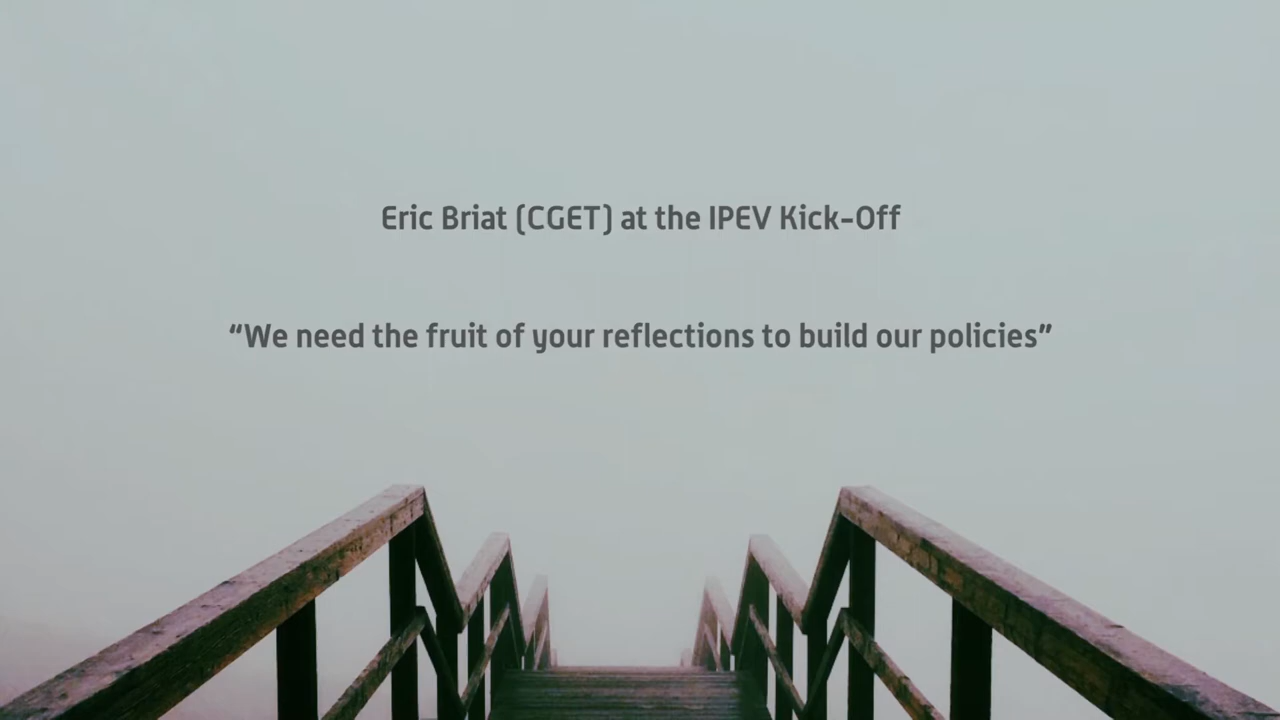 Eric Briat (CGET) at the IPEV Kick-Off
“We need the fruit of your reflections to build our policies”